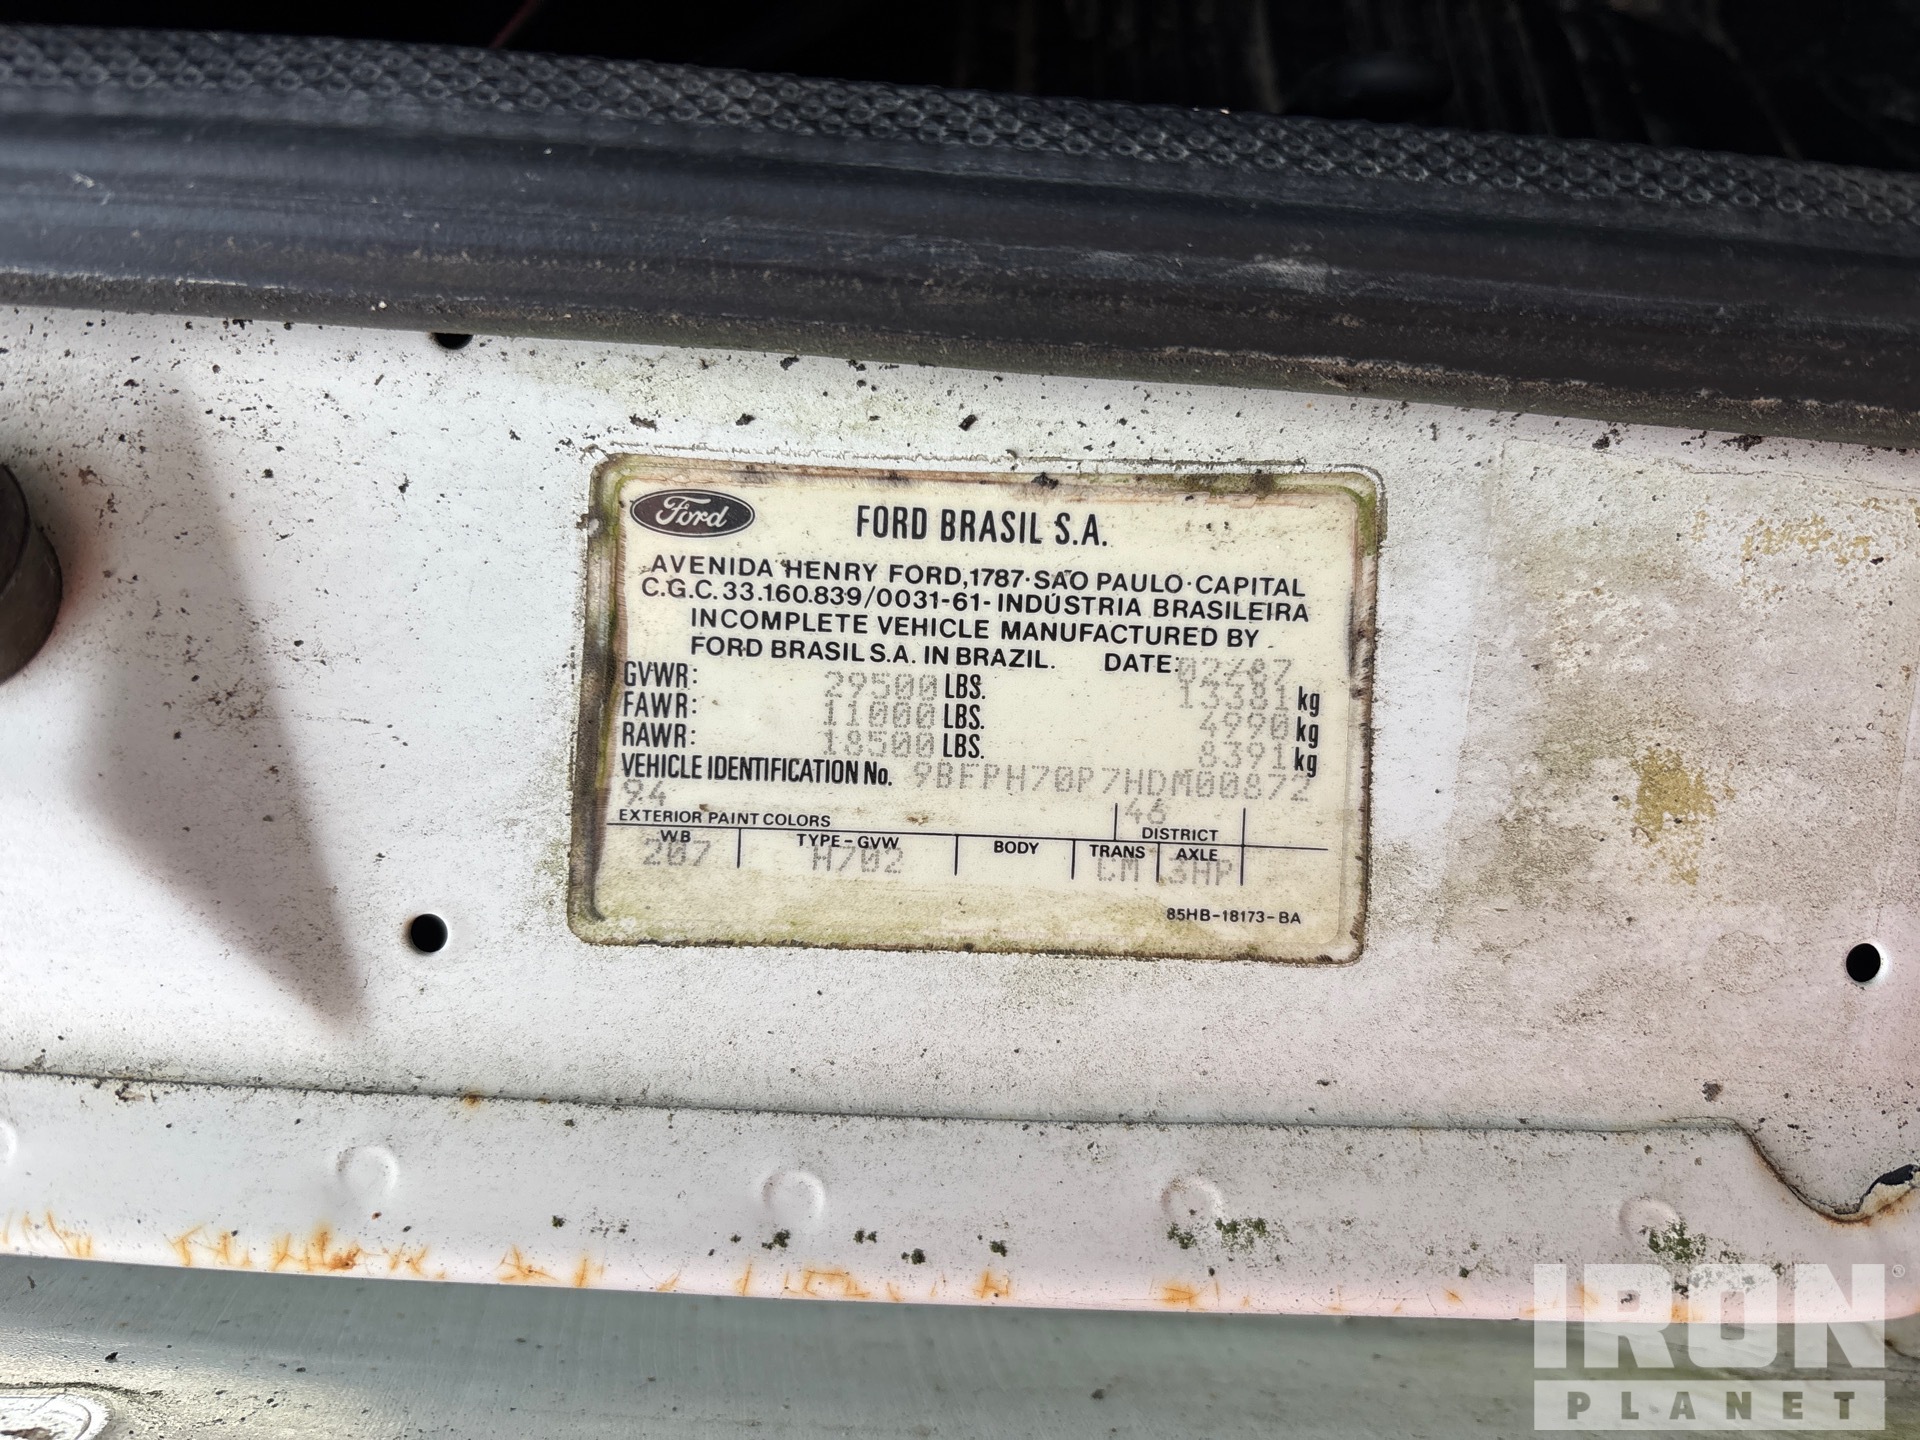 Ford
FORD BRASIL S.A.
AVENIDA HENRY FORD,1787·SAO PAULO·CAPITAL
C.G.C.33.160.839/0031-61-INDÚSTRIA BRASILEIRA
INCOMPLETE VEHICLE MANUFACTURED BY
FORD BRASIL S.A. IN BRAZIL. DATE: 02/87
GVWR: 29500 LBS. 13381 kg
FAWR: 11000 LBS. 4990 kg
RAWR: 18500 LBS. 8391 kg
VEHICLE IDENTIFICATION No. 9BFPH70P7HDM00872
94 46
EXTERIOR PAINT COLORS DISTRICT
WB TYPE-GVW BODY TRANS AXLE
207 H702 CM 3HP
85HB-18173-BA
IRON
PLANET
®